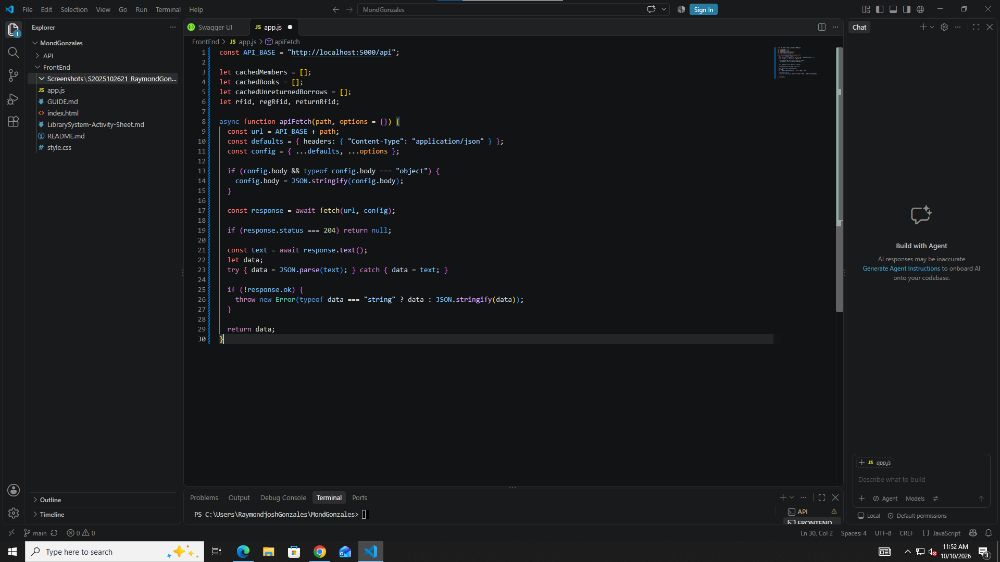 File Edit Selection View Go Run Terminal Help
MondGonzales
Sign In
Explorer
MondGonzales
API
FrontEnd
Screenshots\S2025102621_RaymondGon...
JS app.js
GUIDE.md
index.html
LibrarySystem-Activity-Sheet.md
README.md
# style.css
Outline
Timeline
Swagger UI
JS app.js
FrontEnd > JS app.js > apiFetch
1 const API_BASE = "http://localhost:5000/api";
2
3 let cachedMembers = [];
4 let cachedBooks = [];
5 let cachedUnreturnedBorrows = [];
6 let rfid, regRfid, returnRfid;
7
8 async function apiFetch(path, options = {}) {
9 const url = API_BASE + path;
10 const defaults = { headers: { "Content-Type": "application/json" } };
11 const config = { ...defaults, ...options };
12
13 if (config.body && typeof config.body === "object") {
14 config.body = JSON.stringify(config.body);
15 }
16
17 const response = await fetch(url, config);
18
19 if (response.status === 204) return null;
20
21 const text = await response.text();
22 let data;
23 try { data = JSON.parse(text); } catch { data = text; }
24
25 if (!response.ok) {
26 throw new Error(typeof data === "string" ? data : JSON.stringify(data));
27 }
28
29 return data;
30 }
Problems Output Debug Console Terminal Ports
PS C:\Users\RaymondjoshGonzales\MondGonzales>
API
FRONTEND
Chat
Build with Agent
AI responses may be inaccurate
Generate Agent Instructions to onboard AI
onto your codebase.
JS app.js
Describe what to build
Agent Models
Local Default permissions
main 0 0
Ln 30, Col 2 Spaces: 4 UTF-8 CRLF {} JavaScript
Type here to search
11:52 AM
10/10/2026
3
1